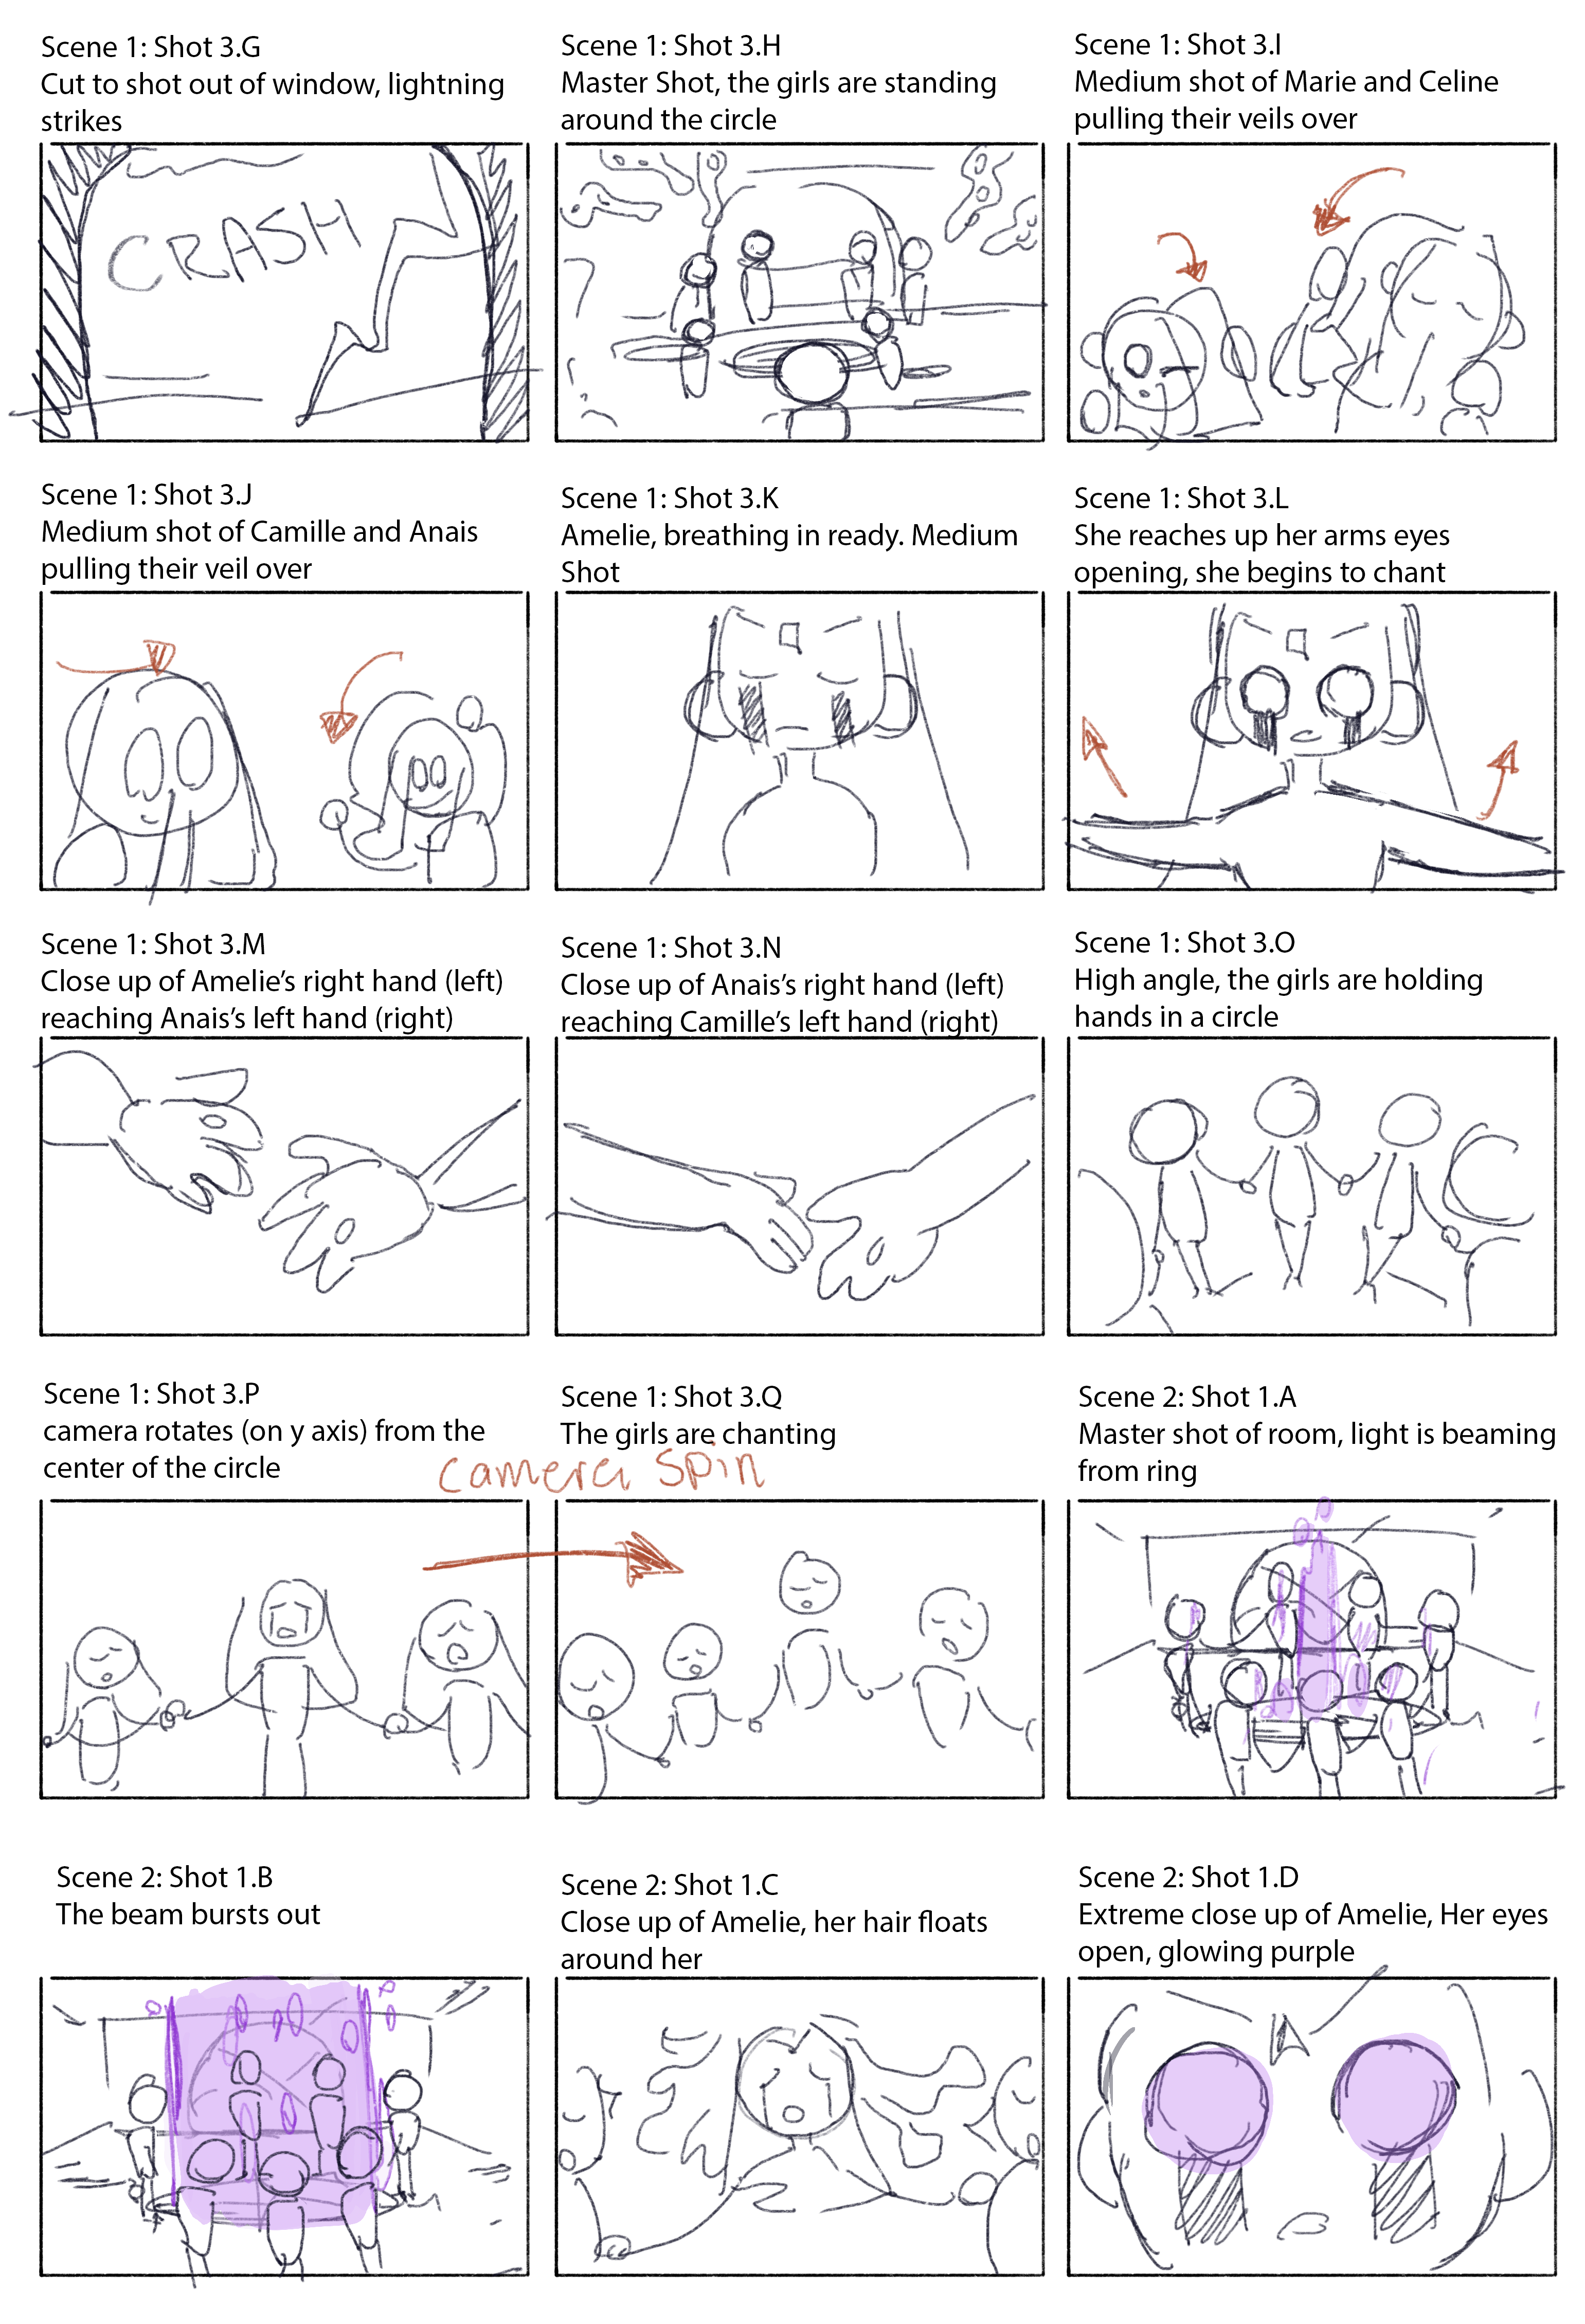 Scene 1: Shot 3.G
Cut to shot out of window, lightning
strikes
CRASH
Scene 1: Shot 3.H
Master Shot, the girls are standing
around the circle
Scene 1: Shot 3.I
Medium shot of Marie and Celine
pulling their veils over
Scene 1: Shot 3.J
Medium shot of Camille and Anais
pulling their veil over
Scene 1: Shot 3.K
Amelie, breathing in ready. Medium
Shot
Scene 1: Shot 3.L
She reaches up her arms eyes
opening, she begins to chant
Scene 1: Shot 3.M
Close up of Amelie’s right hand (left)
reaching Anais’s left hand (right)
Scene 1: Shot 3.N
Close up of Anais’s right hand (left)
reaching Camille’s left hand (right)
Scene 1: Shot 3.O
High angle, the girls are holding
hands in a circle
Scene 1: Shot 3.P
camera rotates (on y axis) from the
center of the circle
Scene 1: Shot 3.Q
The girls are chanting
camera spin
Scene 2: Shot 1.A
Master shot of room, light is beaming
from ring
Scene 2: Shot 1.B
The beam bursts out
Scene 2: Shot 1.C
Close up of Amelie, her hair floats
around her
Scene 2: Shot 1.D
Extreme close up of Amelie, Her eyes
open, glowing purple